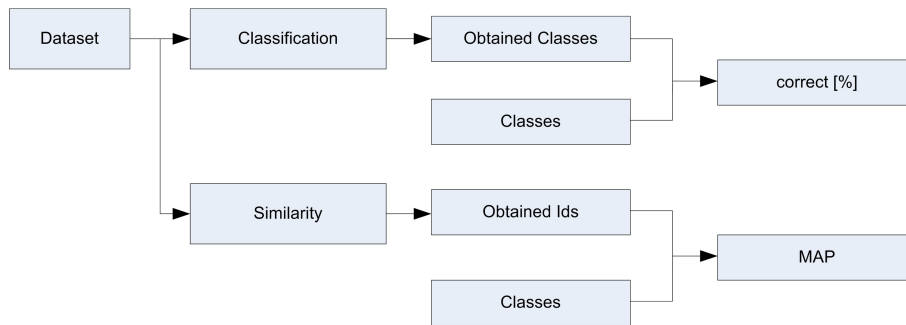 Dataset
Classification
Obtained Classes
Classes
correct [%]
Similarity
Obtained Ids
Classes
MAP